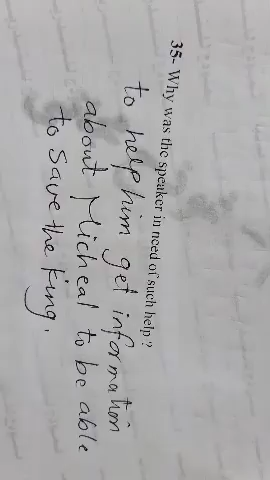 35- Why was the speaker in need of such help?
to help him get information
about Micheal to be able
to save the king.